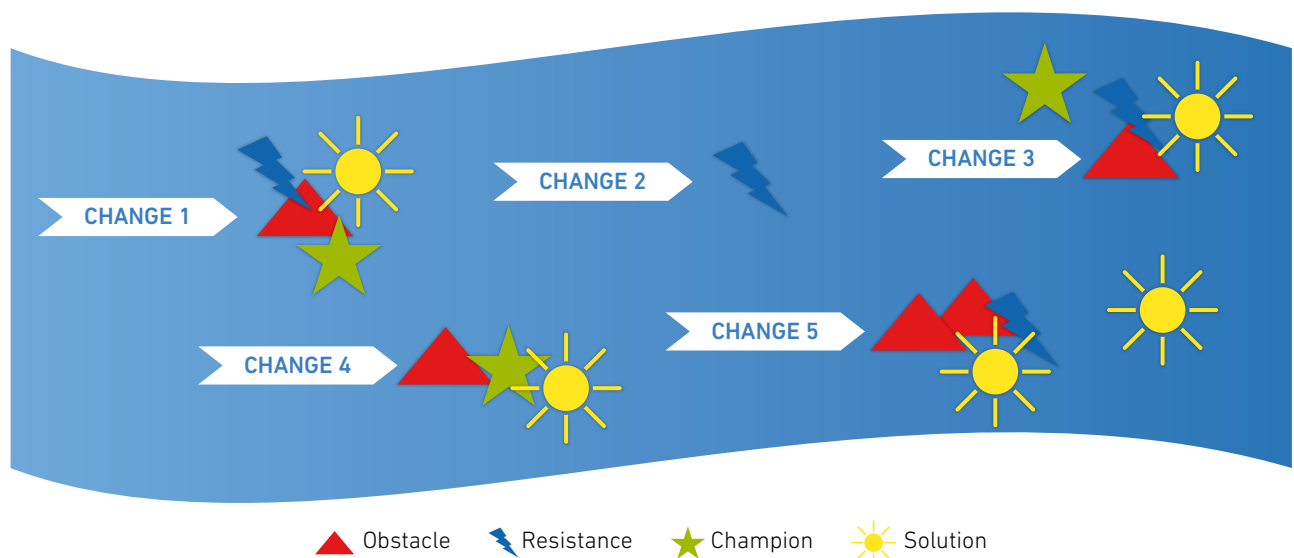 CHANGE 1
CHANGE 2
CHANGE 3
CHANGE 4
CHANGE 5
Obstacle Resistance Champion Solution